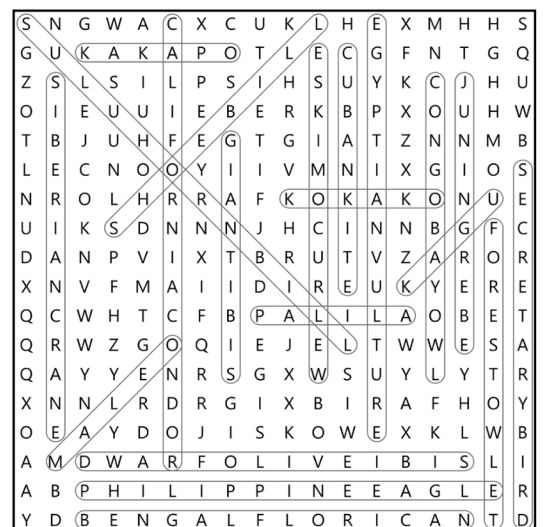 S N G W A C X C U K L H E X M H H S
G U K A K A P O T L E C G F N T G Q
Z S L S I L P S I H S U Y K C J H U
O I E U U I E B E R K B P X O U H W
T B J U H F E G T G I A T Z N N M B
L E C N O O Y I I V M N I X G I O S
N R O L H R R A F K O K A K O N U E
U I K S D N N N J H C I N N B G F C
D A N P V I X T B R U T V Z A R O R
X N V F M A I I D I R E U K Y E R E
Q C W H T C F B P A L I L A O B E T
Q R W Z G O Q I E J E L T W W E S A
Q A Y Y E N R S G X W S U Y L Y T R
X N N L R D R G I X B I R A F H O Y
O E A Y D O J I S K O W E X K L W B
A M D W A R F O L I V E I B I S L I
A B P H I L I P P I N E E A G L E R
Y D B E N G A L F L O R I C A N T D